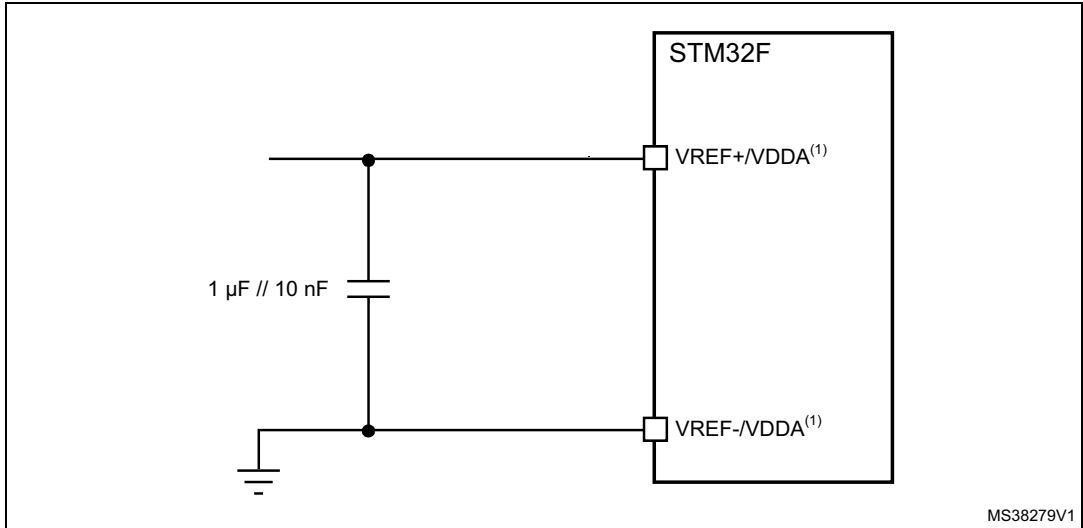 STM32F
VREF+/VDDA(1)
1 µF // 10 nF
VREF-/VDDA(1)
MS38279V1